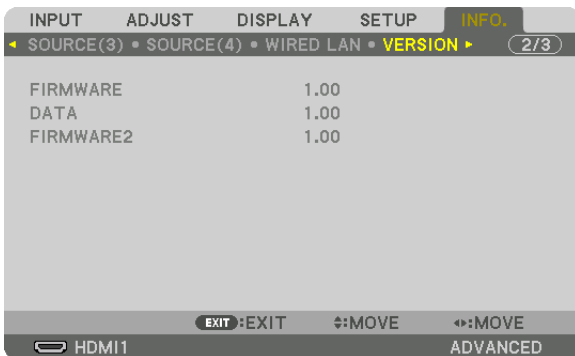 INPUT ADJUST DISPLAY SETUP INFO.
SOURCE(3) • SOURCE(4) • WIRED LAN • VERSION 2/3
FIRMWARE 1.00
DATA 1.00
FIRMWARE2 1.00
EXIT :EXIT :MOVE :MOVE
HDMI1 ADVANCED